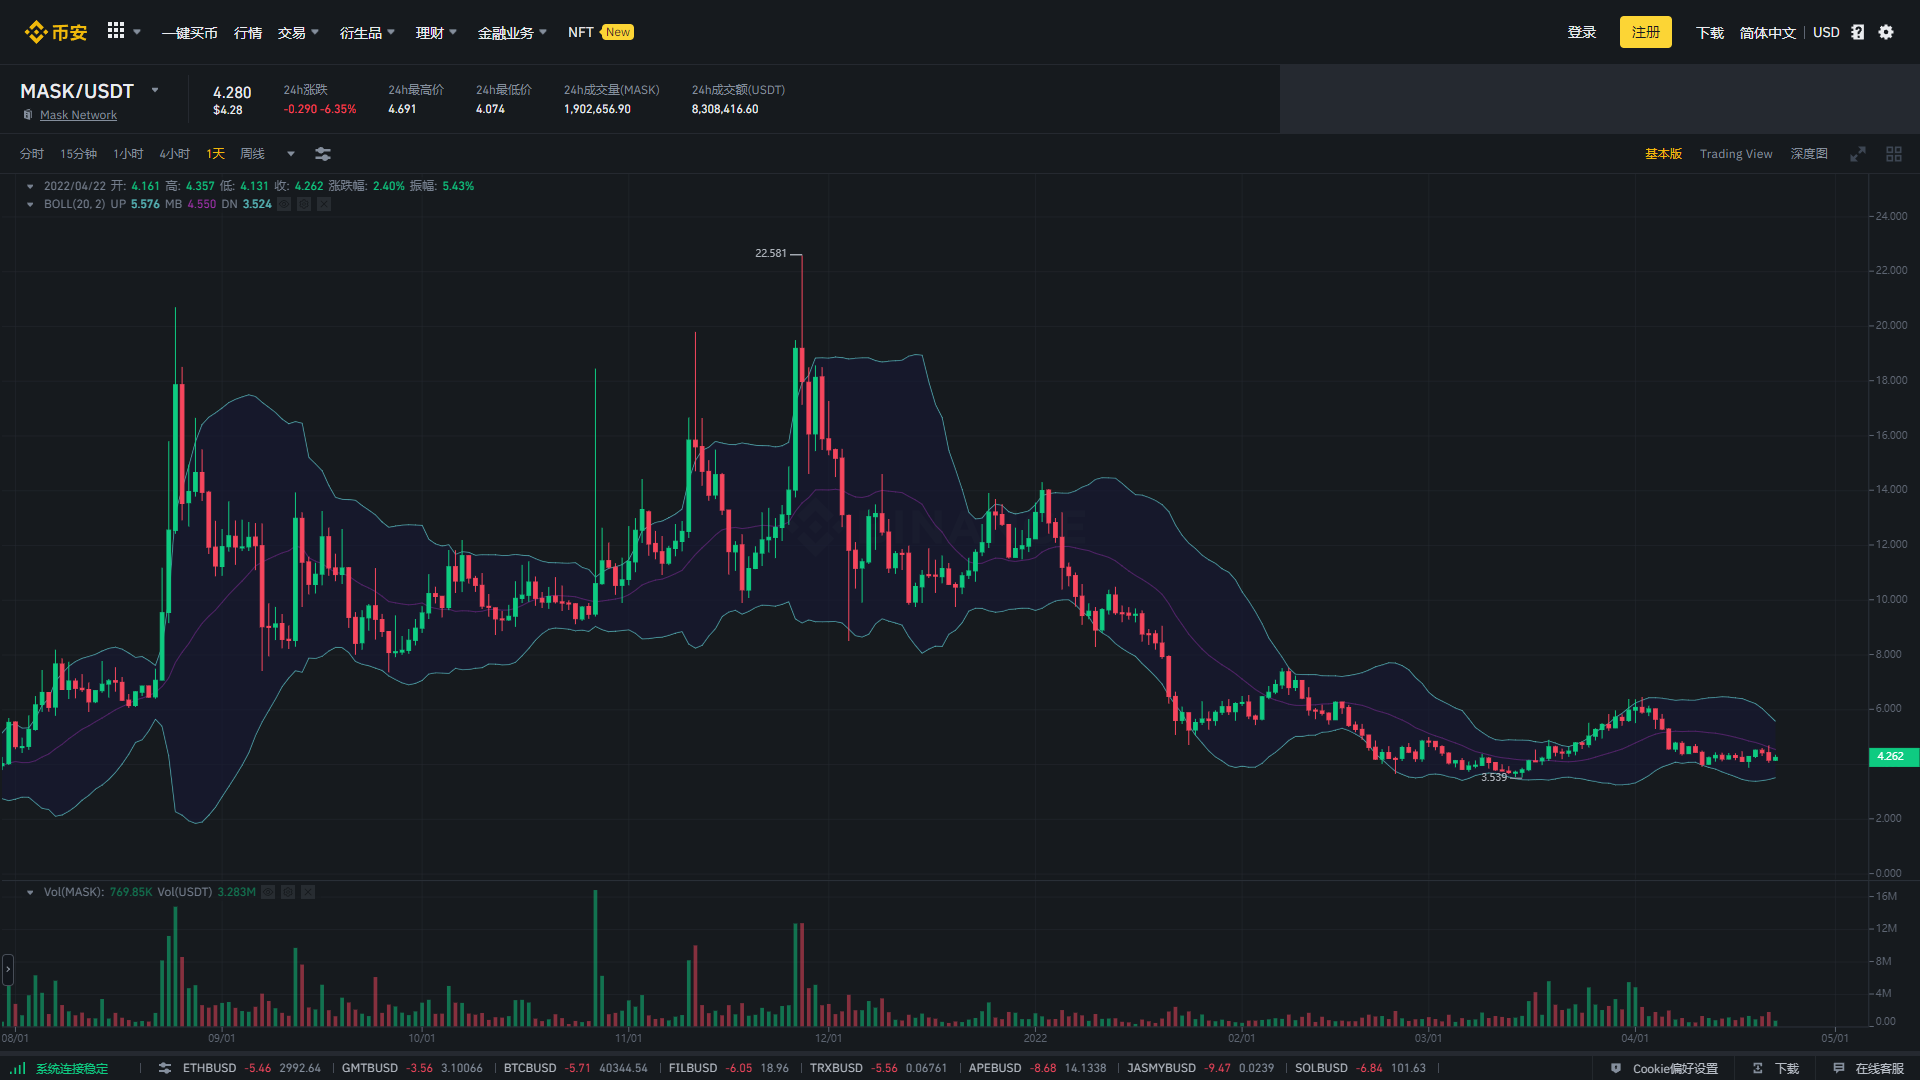 币安 一键买币 行情 交易 衍生品 理财 金融业务 NFT New 登录 注册 下载 简体中文 USD
MASK/USDT
Mask Network
4.280
$4.28
24h涨跌
-0.290 -6.35%
24h最高价
4.691
24h最低价
4.074
24h成交量(MASK)
1,902,656.90
24h成交额(USDT)
8,308,416.60
分时 15分钟 1小时 4小时 1天 周线 基本版 Trading View 深度图
2022/04/22 开: 4.161 高: 4.357 低: 4.131 收: 4.262 涨跌幅: 2.40% 振幅: 5.43%
BOLL(20, 2) UP 5.576 MB 4.550 DN 3.524
24.000
22.581
22.000
20.000
18.000
16.000
14.000
12.000
10.000
8.000
6.000
4.262
3.539
2.000
0.000
Vol(MASK): 769.85K Vol(USDT) 3.283M
16M
12M
8M
4M
0.00
08/01 09/01 10/01 11/01 12/01 2022 02/01 03/01 04/01 05/01
系统连接稳定 ETHBUSD -5.46 2992.64 GMTBUSD -3.56 3.10066 BTCBUSD -5.71 40344.54 FILBUSD -6.05 18.96 TRXBUSD -5.56 0.06761 APEBUSD -8.68 14.1338 JASMYBUSD -9.47 0.0239 SOLBUSD -6.84 101.63 Cookie偏好设置 下载 在线客服